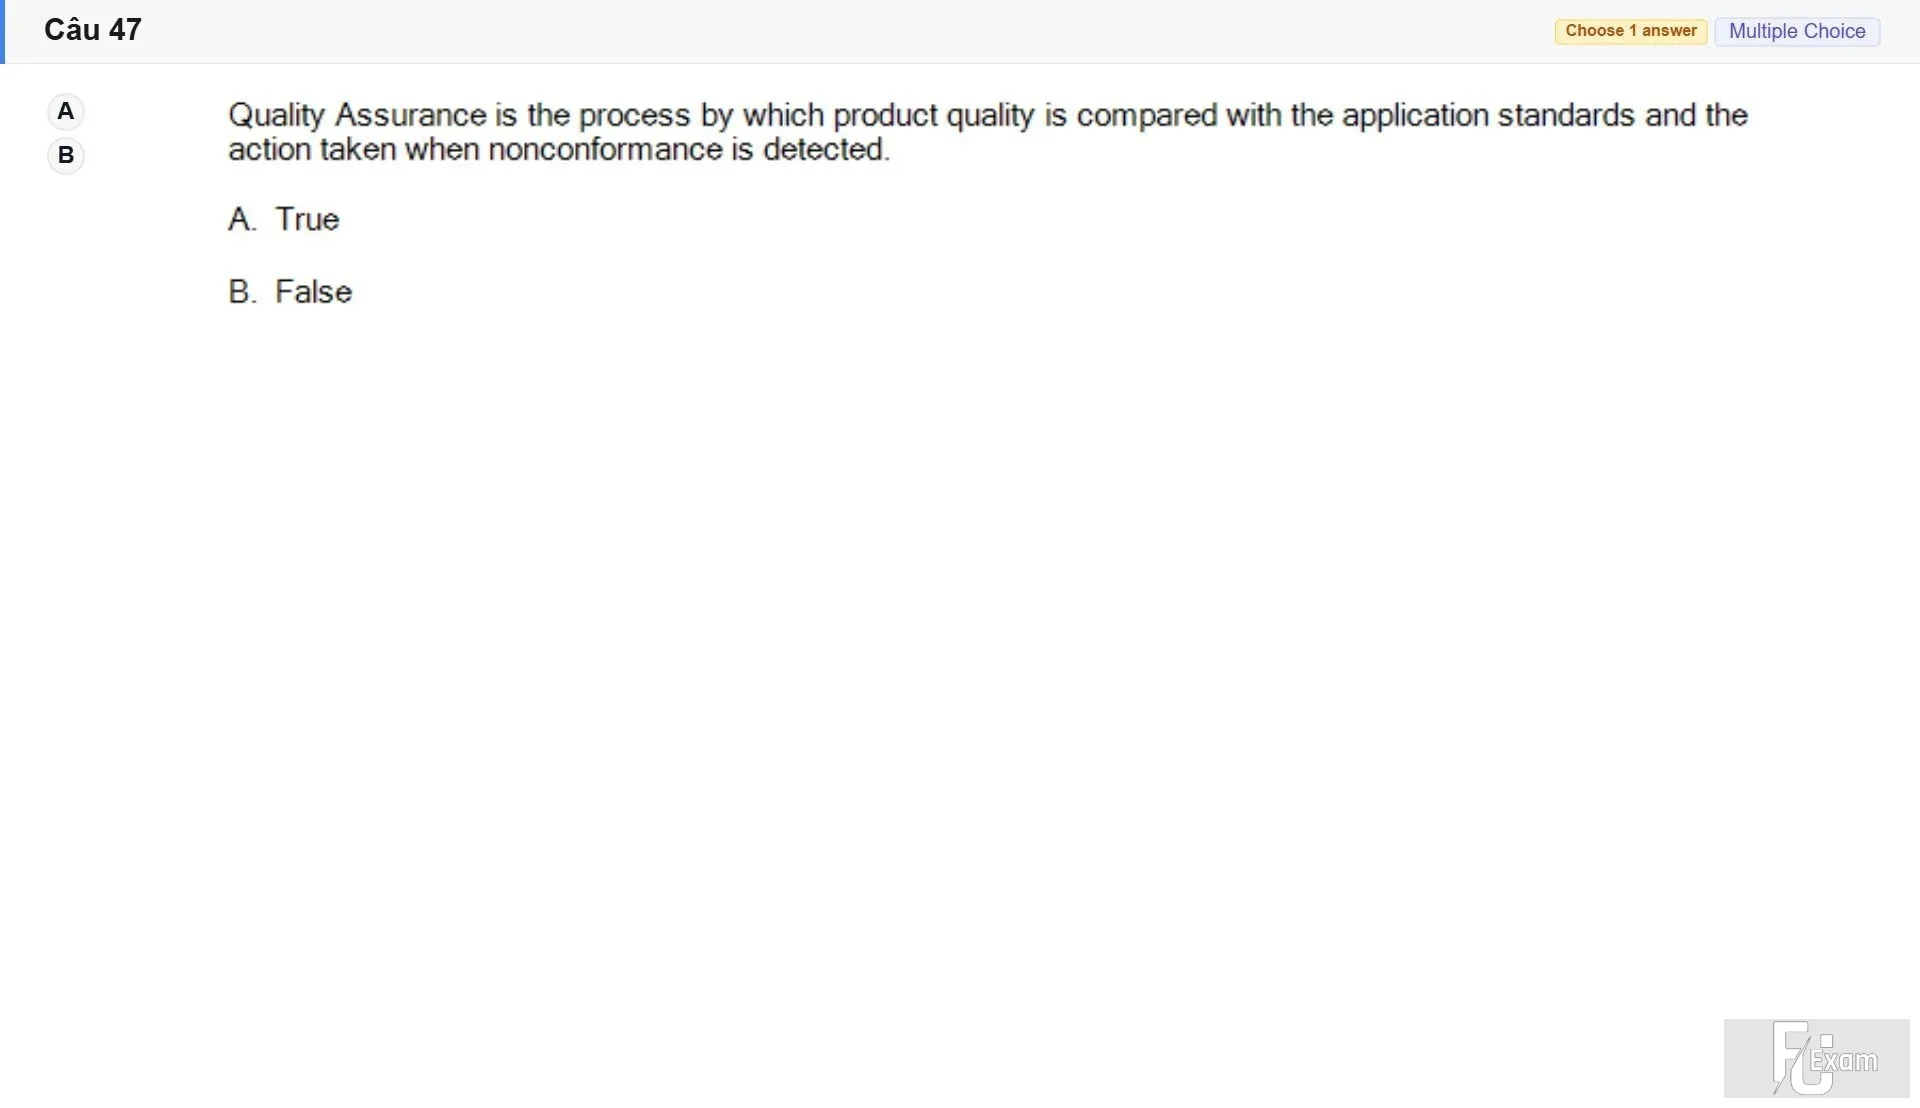 Câu 47
Choose 1 answer
Multiple Choice
A
B
Quality Assurance is the process by which product quality is compared with the application standards and the
action taken when nonconformance is detected.
A. True
B. False
FU Exam